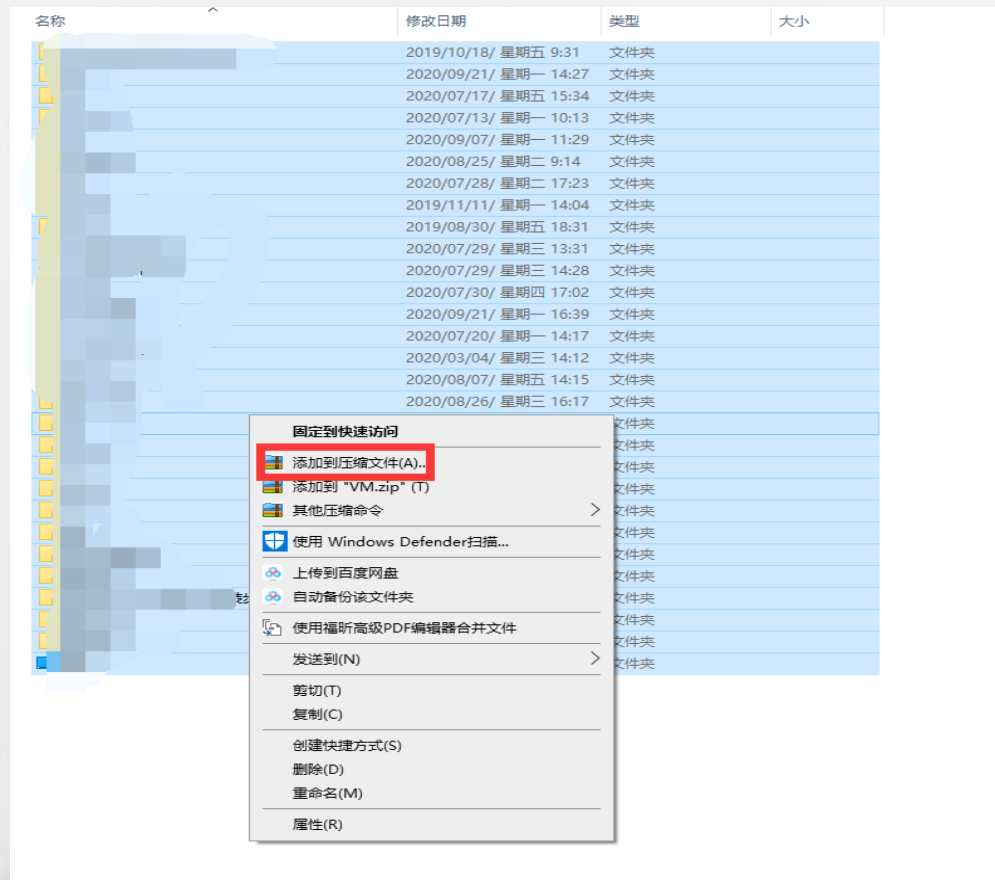 名称 修改日期 类型 大小
2019/10/18/ 星期五 9:31 文件夹
2020/09/21/ 星期一 14:27 文件夹
2020/07/17/ 星期五 15:34 文件夹
2020/07/13/ 星期一 10:13 文件夹
2020/09/07/ 星期一 11:29 文件夹
2020/08/25/ 星期二 9:14 文件夹
2020/07/28/ 星期二 17:23 文件夹
2019/11/11/ 星期一 14:04 文件夹
2019/08/30/ 星期五 18:31 文件夹
2020/07/29/ 星期三 13:31 文件夹
2020/07/29/ 星期三 14:28 文件夹
2020/07/30/ 星期四 17:02 文件夹
2020/09/21/ 星期一 16:39 文件夹
2020/07/20/ 星期一 14:17 文件夹
2020/03/04/ 星期三 14:12 文件夹
2020/08/07/ 星期五 14:15 文件夹
2020/08/26/ 星期三 16:17 文件夹
文件夹
固定到快速访问
文件夹
添加到压缩文件(A)...
文件夹
添加到 "VM.zip" (T)
文件夹
其他压缩命令
文件夹
使用 Windows Defender扫描...
文件夹
文件夹
上传到百度网盘
文件夹
自动备份该文件夹
文件夹
文件夹
使用福昕高级PDF编辑器合并文件
文件夹
发送到(N)
文件夹
剪切(T)
复制(C)
创建快捷方式(S)
删除(D)
重命名(M)
属性(R)